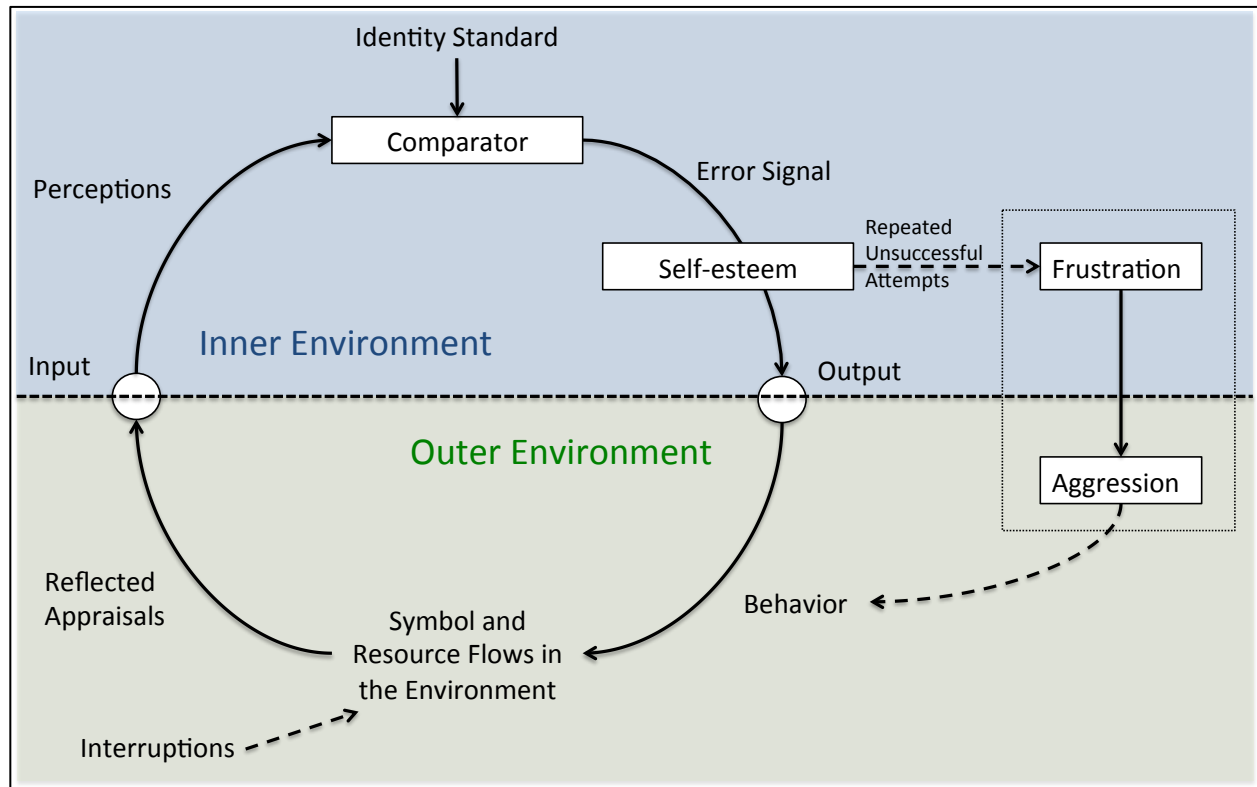 Identity Standard
Comparator
Perceptions
Error Signal
Repeated
Unsuccessful
Attempts
Self-esteem
Frustration
Inner Environment
Input
Output
Outer Environment
Aggression
Reflected
Appraisals
Behavior
Symbol and
Resource Flows in
the Environment
Interruptions